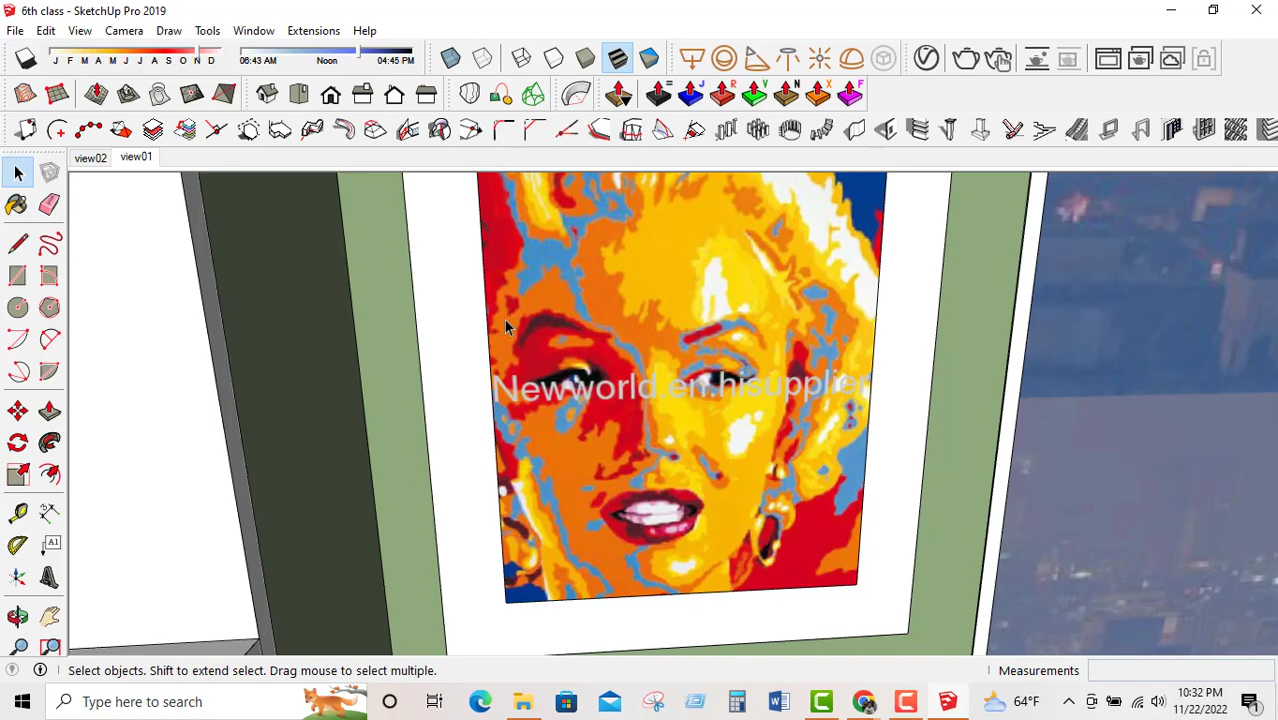 6th class - SketchUp Pro 2019
File Edit View Camera Draw Tools Window Extensions Help
J F M A M J J A S O N D 06:43 AM Noon 04:45 PM
= J R V N X F
view02 view01
Newworld.en.hisupplier
A1
Select objects. Shift to extend select. Drag mouse to select multiple. Measurements
Type here to search 64°F 10:32 PM
11/22/2022 1